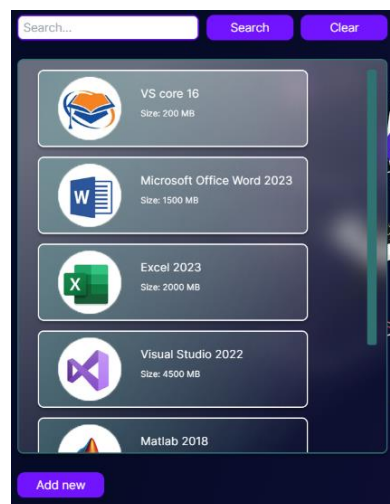 Search...
Search
Clear
VS core 16
Size: 200 MB
W
Microsoft Office Word 2023
Size: 1500 MB
X
Excel 2023
Size: 2000 MB
Visual Studio 2022
Size: 4500 MB
Matlab 2018
Add new